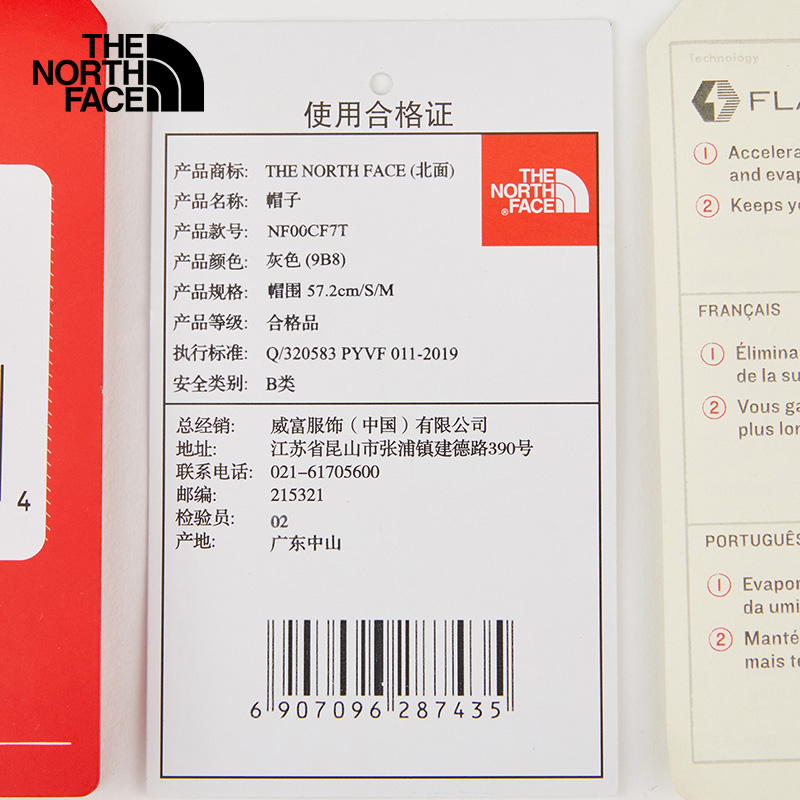 THE
NORTH
FACE
4
使用合格证
产品商标: THE NORTH FACE (北面)
产品名称: 帽子
产品款号: NF00CF7T
产品颜色: 灰色 (9B8)
产品规格: 帽围 57.2cm/S/M
产品等级: 合格品
执行标准: Q/320583 PYVF 011-2019
安全类别: B类
THE
NORTH
FACE
®
总经销: 威富服饰（中国）有限公司
地址: 江苏省昆山市张浦镇建德路390号
联系电话: 021-61705600
邮编: 215321
检验员: 02
产地: 广东中山
6 907096 287435
Technology
FLA
1 Accelera
and evap
2 Keeps yo
FRANÇAIS
1 Élimina
de la su
2 Vous ga
plus lon
PORTUGUÊS
1 Evapor
da umi
2 Manté
mais te